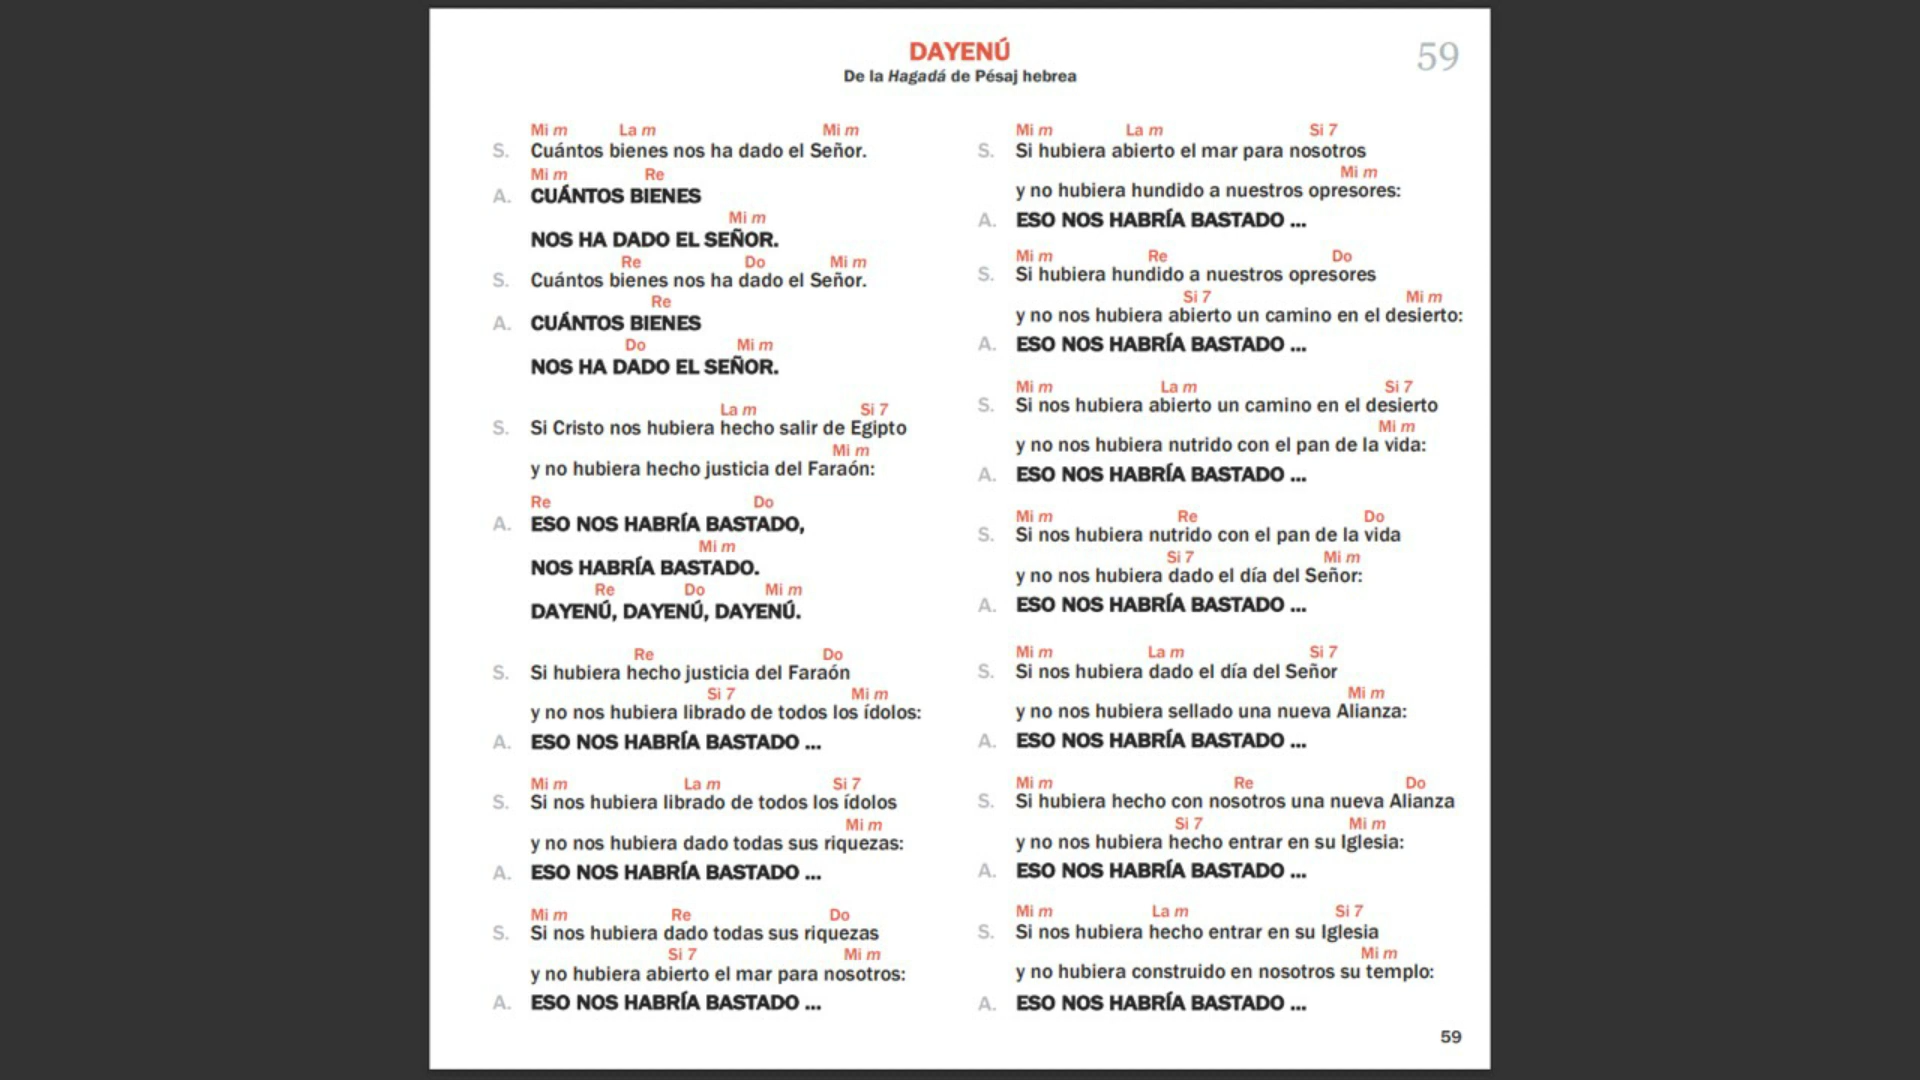 DAYENÚ
59
De la Hagadá de Pésaj hebrea
Mi m La m Mi m
S. Cuántos bienes nos ha dado el Señor.
Mi m Re
A. CUÁNTOS BIENES
Mi m
NOS HA DADO EL SEÑOR.
Re Do Mi m
S. Cuántos bienes nos ha dado el Señor.
Re
A. CUÁNTOS BIENES
Do Mi m
NOS HA DADO EL SEÑOR.
La m Si 7
S. Si Cristo nos hubiera hecho salir de Egipto
Mi m
y no hubiera hecho justicia del Faraón:
Re Do
A. ESO NOS HABRÍA BASTADO,
Mi m
NOS HABRÍA BASTADO.
Re Do Mi m
DAYENÚ, DAYENÚ, DAYENÚ.
Re Do
S. Si hubiera hecho justicia del Faraón
Si 7 Mi m
y no nos hubiera librado de todos los ídolos:
A. ESO NOS HABRÍA BASTADO ...
Mi m La m Si 7
S. Si nos hubiera librado de todos los ídolos
Mi m
y no nos hubiera dado todas sus riquezas:
A. ESO NOS HABRÍA BASTADO ...
Mi m Re Do
S. Si nos hubiera dado todas sus riquezas
Si 7 Mi m
y no hubiera abierto el mar para nosotros:
A. ESO NOS HABRÍA BASTADO ...
Mi m La m Si 7
S. Si hubiera abierto el mar para nosotros
Mi m
y no hubiera hundido a nuestros opresores:
A. ESO NOS HABRÍA BASTADO ...
Mi m Re Do
S. Si hubiera hundido a nuestros opresores
Si 7 Mi m
y no nos hubiera abierto un camino en el desierto:
A. ESO NOS HABRÍA BASTADO ...
Mi m La m Si 7
S. Si nos hubiera abierto un camino en el desierto
Mi m
y no nos hubiera nutrido con el pan de la vida:
A. ESO NOS HABRÍA BASTADO ...
Mi m Re Do
S. Si nos hubiera nutrido con el pan de la vida
Si 7 Mi m
y no nos hubiera dado el día del Señor:
A. ESO NOS HABRÍA BASTADO ...
Mi m La m Si 7
S. Si nos hubiera dado el día del Señor
Mi m
y no nos hubiera sellado una nueva Alianza:
A. ESO NOS HABRÍA BASTADO ...
Mi m Re Do
S. Si hubiera hecho con nosotros una nueva Alianza
Si 7 Mi m
y no nos hubiera hecho entrar en su Iglesia:
A. ESO NOS HABRÍA BASTADO ...
Mi m La m Si 7
S. Si nos hubiera hecho entrar en su Iglesia
Mi m
y no hubiera construido en nosotros su templo:
A. ESO NOS HABRÍA BASTADO ...
59